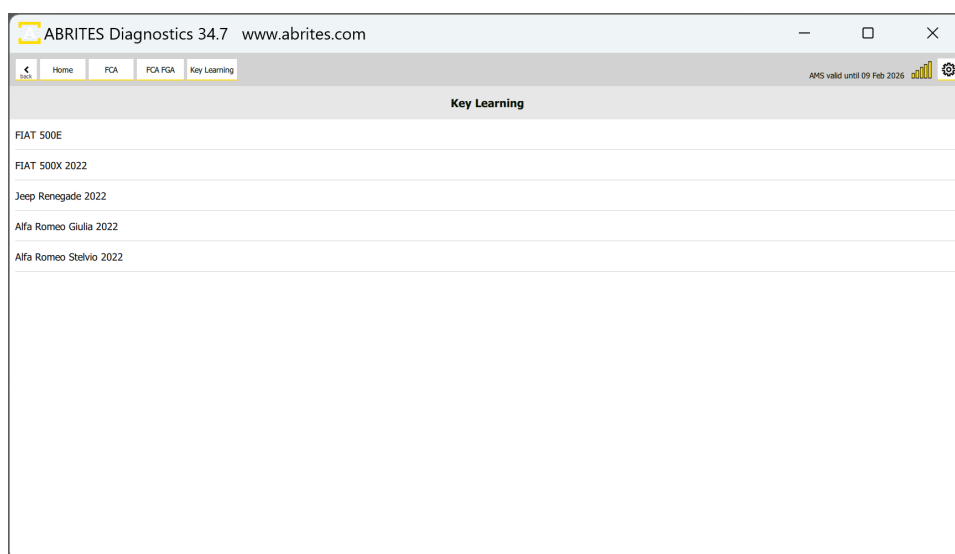 ABRITES Diagnostics 34.7 www.abrites.com
back Home FCA FCA FGA Key Learning AMS valid until 09 Feb 2026
Key Learning
FIAT 500E
FIAT 500X 2022
Jeep Renegade 2022
Alfa Romeo Giulia 2022
Alfa Romeo Stelvio 2022